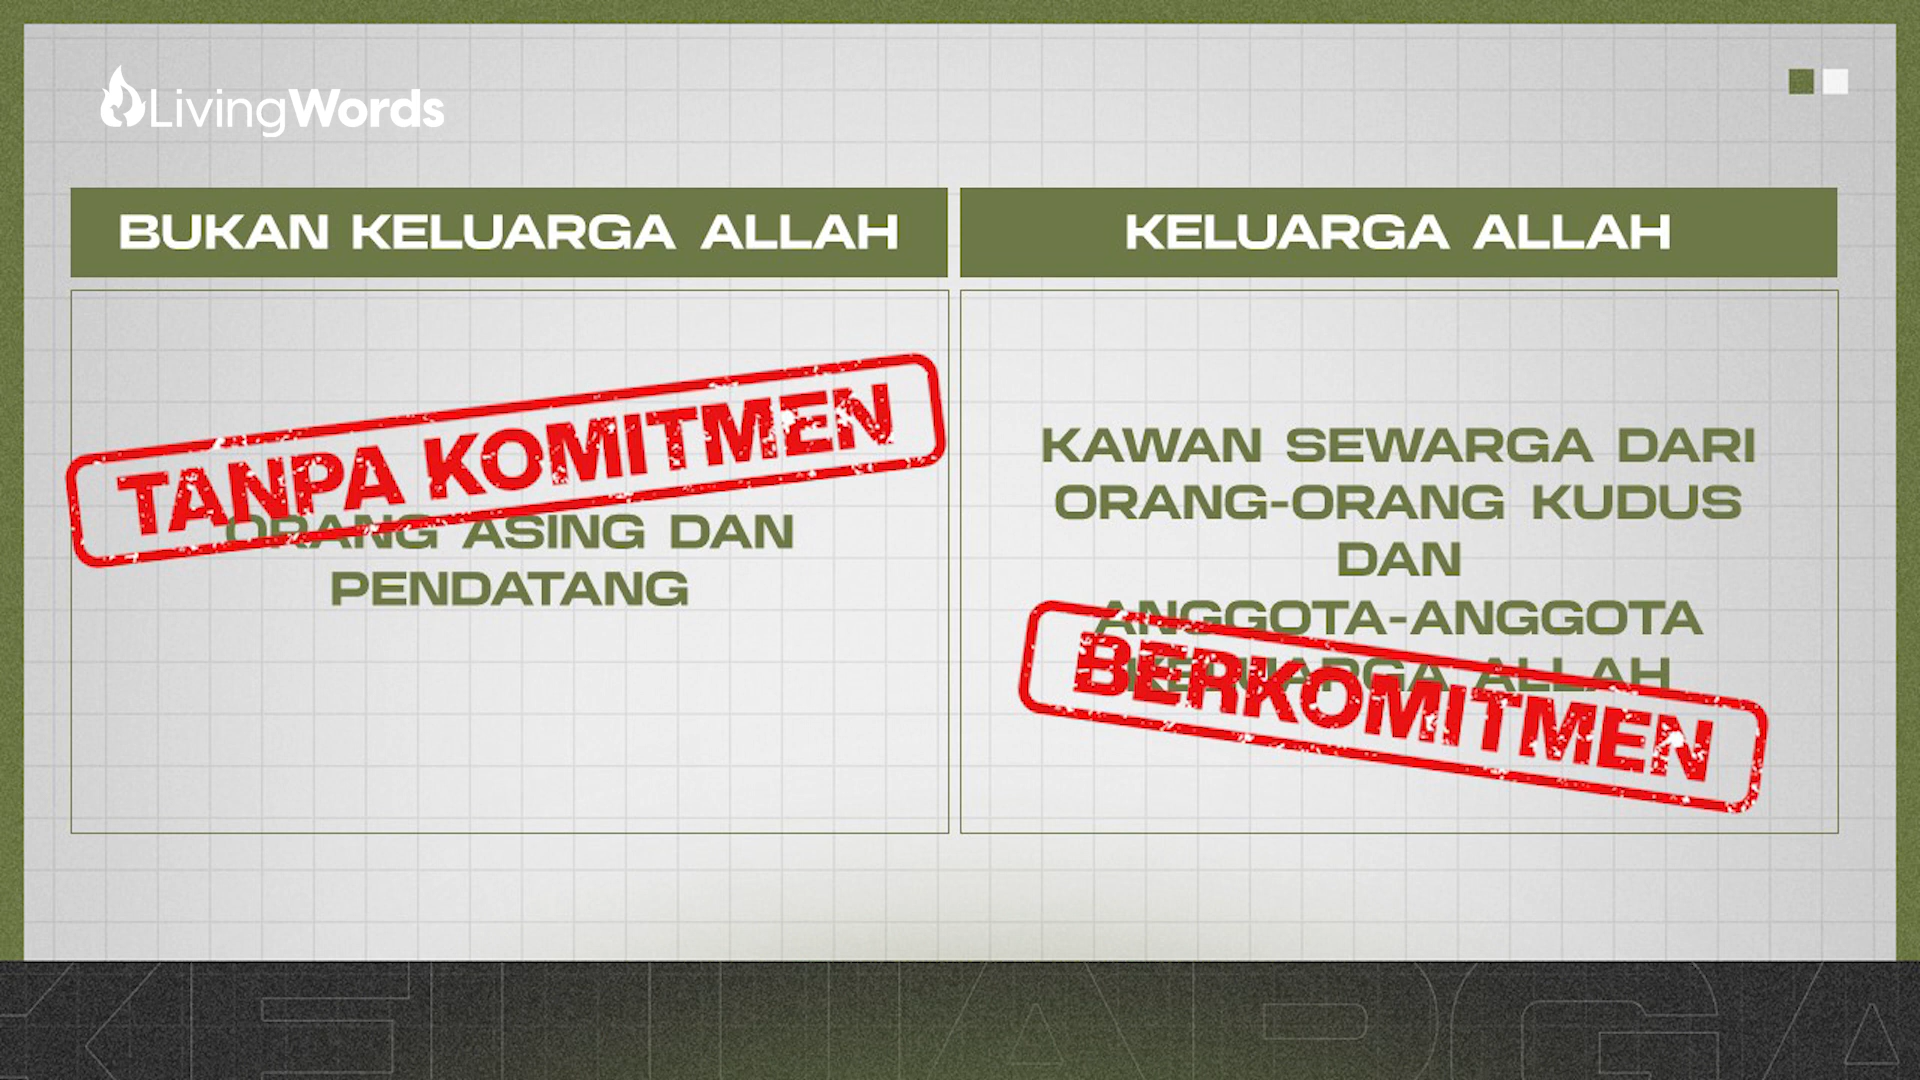 LivingWords
BUKAN KELUARGA ALLAH
KELUARGA ALLAH
TANPA KOMITMEN
ORANG ASING DAN
PENDATANG
KAWAN SEWARGA DARI
ORANG-ORANG KUDUS
DAN
ANGGOTA-ANGGOTA
KELUARGA ALLAH
BERKOMITMEN
KELUARGA